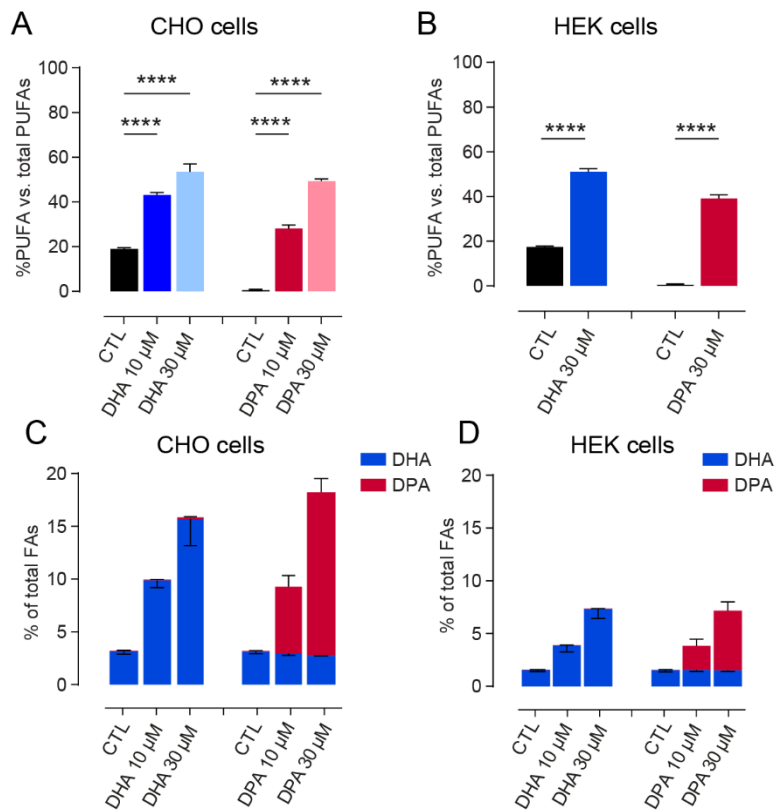 A
CHO cells
%PUFA vs. total PUFAs
100
80
60
40
20
0
****
****
****
****
CTL
DHA 10 µM
DHA 30 µM
CTL
DPA 10 µM
DPA 30 µM
B
HEK cells
%PUFA vs. total PUFAs
100
80
60
40
20
0
****
****
CTL
DHA 30 µM
CTL
DPA 30 µM
C
CHO cells
DHA
DPA
% of total FAs
20
15
10
5
0
CTL
DHA 10 µM
DHA 30 µM
CTL
DPA 10 µM
DPA 30 µM
D
HEK cells
DHA
DPA
% of total FAs
20
15
10
5
0
CTL
DHA 10 µM
DHA 30 µM
CTL
DPA 10 µM
DPA 30 µM